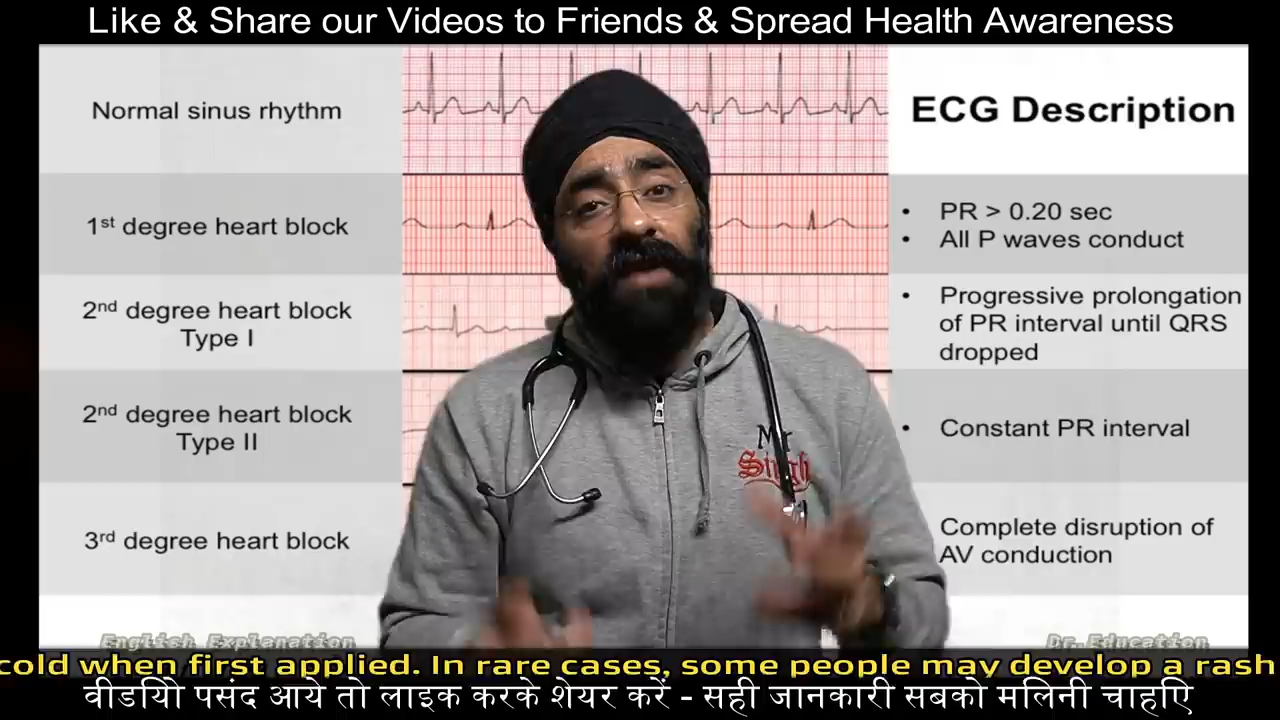 Like & Share our Videos to Friends & Spread Health Awareness
Normal sinus rhythm
ECG Description
1st degree heart block
• PR > 0.20 sec
• All P waves conduct
2nd degree heart block
Type I
• Progressive prolongation
of PR interval until QRS
dropped
2nd degree heart block
Type II
• Constant PR interval
3rd degree heart block
Complete disruption of
AV conduction
Mr
Singh
English Explanation
Dr.Education
cold when first applied. In rare cases, some people may develop a rash
वीडियो पसंद आये तो लाइक करके शेयर करें - सही जानकारी सबको मिलनी चाहिए